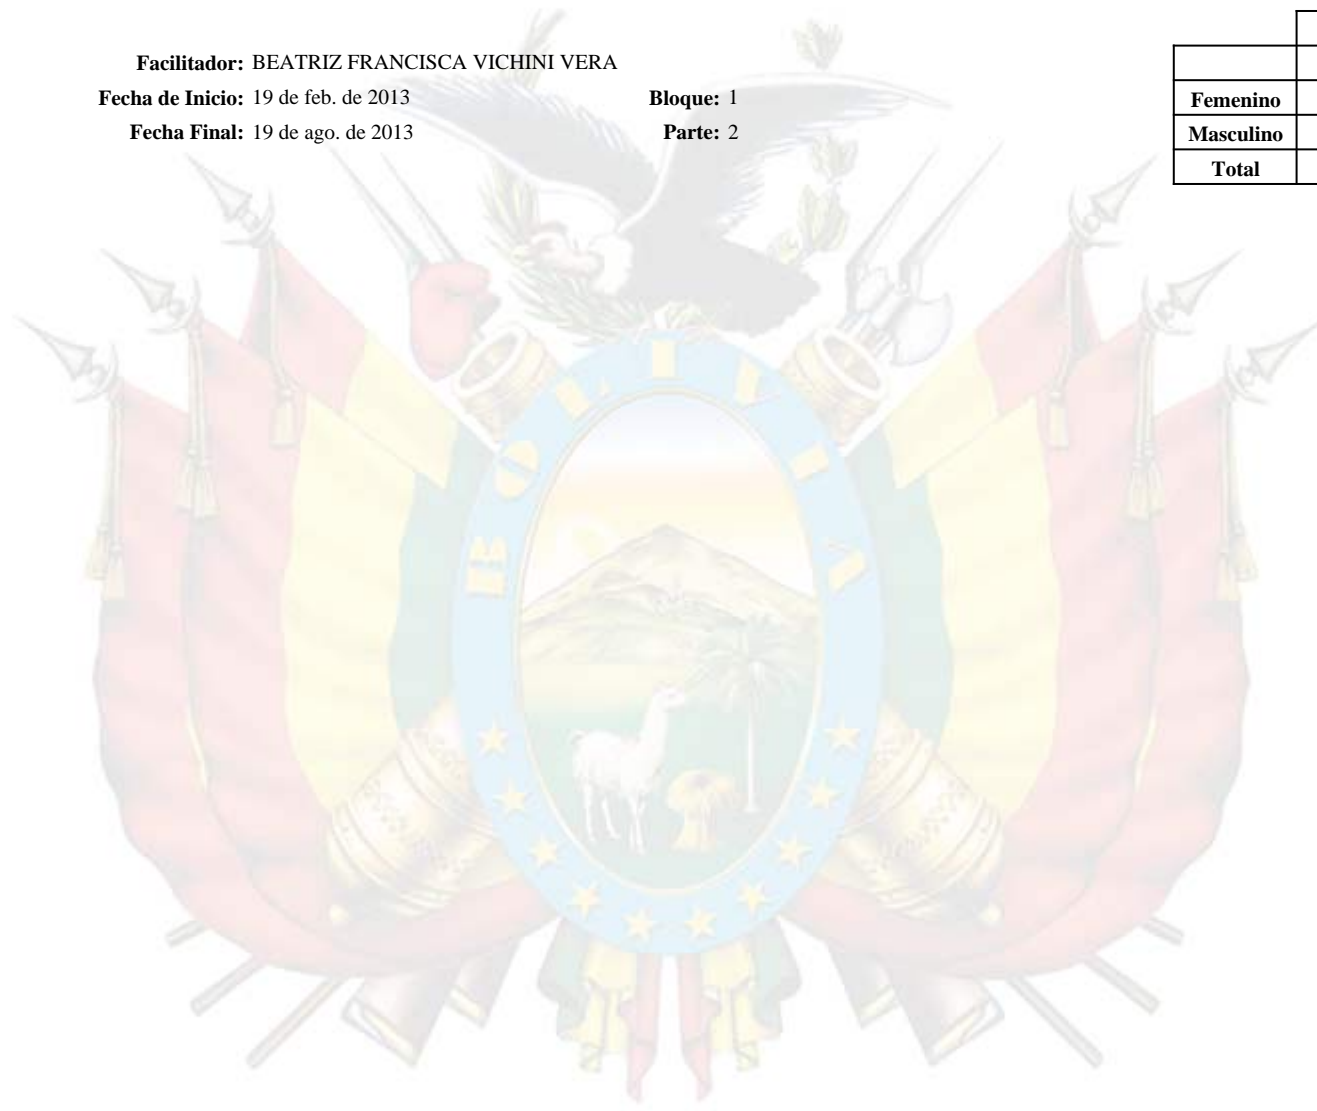 Facilitador: BEATRIZ FRANCISCA VICHINI VERA
Fecha de Inicio: 19 de feb. de 2013 Bloque: 1
Fecha Final: 19 de ago. de 2013 Parte: 2
Femenino
Masculino
Total
BOLIVIA